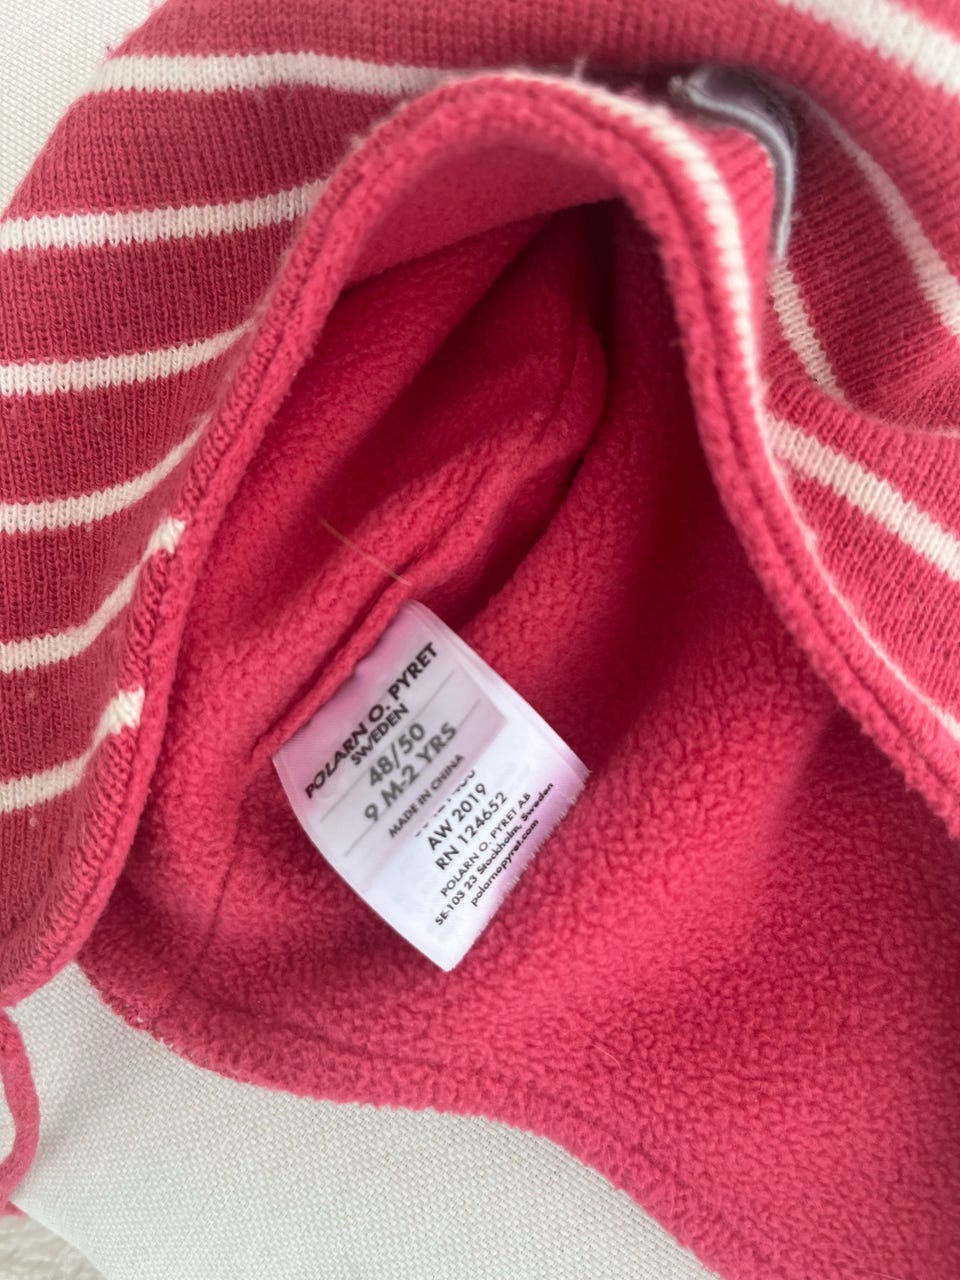 POLARN O. PYRET
SWEDEN
48/50
9 M-2 YRS
MADE IN CHINA
AW 2019
RN 124652
POLARN O. PYRET AB
SE-103 23 Stockholm, Sweden
polarnopyret.com